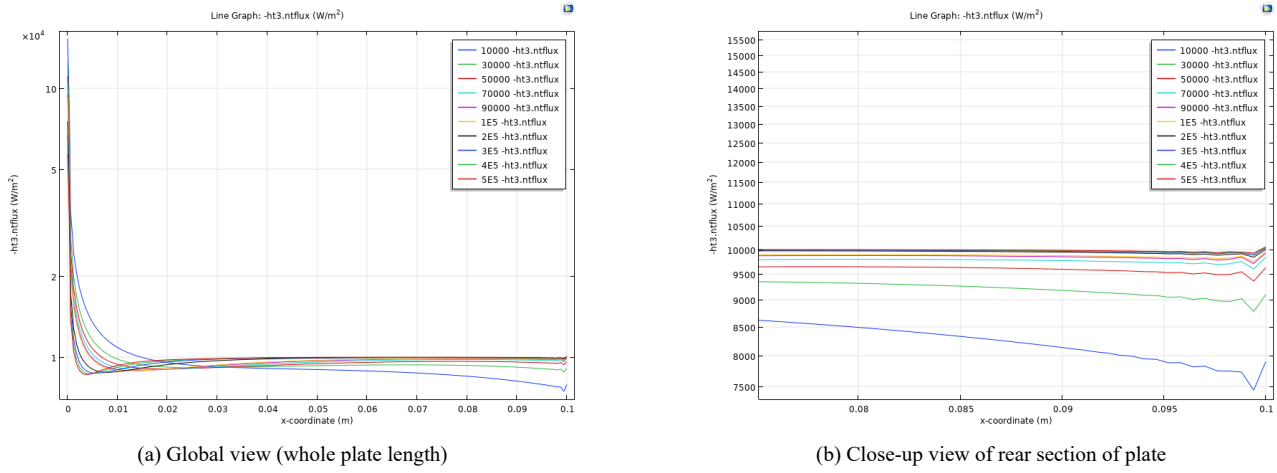 Line Graph: -ht3.ntflux (W/m²)
×10⁴
10
5
2
1
-ht3.ntflux (W/m²)
10000 -ht3.ntflux
30000 -ht3.ntflux
50000 -ht3.ntflux
70000 -ht3.ntflux
90000 -ht3.ntflux
1E5 -ht3.ntflux
2E5 -ht3.ntflux
3E5 -ht3.ntflux
4E5 -ht3.ntflux
5E5 -ht3.ntflux
0 0.01 0.02 0.03 0.04 0.05 0.06 0.07 0.08 0.09 0.1
x-coordinate (m)
(a) Global view (whole plate length)
Line Graph: -ht3.ntflux (W/m²)
15500
15000
14500
14000
13500
13000
12500
12000
11500
11000
10500
10000
9500
9000
8500
8000
7500
-ht3.ntflux (W/m²)
10000 -ht3.ntflux
30000 -ht3.ntflux
50000 -ht3.ntflux
70000 -ht3.ntflux
90000 -ht3.ntflux
1E5 -ht3.ntflux
2E5 -ht3.ntflux
3E5 -ht3.ntflux
4E5 -ht3.ntflux
5E5 -ht3.ntflux
0.08 0.085 0.09 0.095 0.1
x-coordinate (m)
(b) Close-up view of rear section of plate